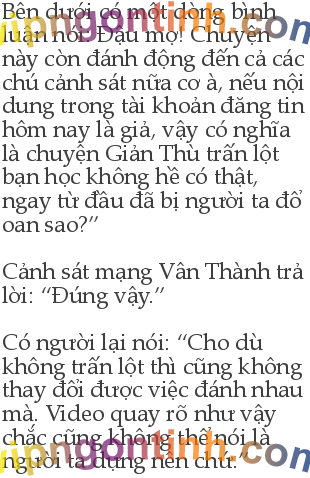 Bên dưới có một dòng bình
luận nói: "Đậu mợ! Chuyện
này còn đánh động đến cả các
chú cảnh sát nữa cơ à, nếu nội
dung trong tài khoản đăng tin
hôm nay là giả, vậy có nghĩa
là chuyện Giản Thù trấn lột
bạn học không hề có thật,
ngay từ đầu đã bị người ta đổ
oan sao?"
Cảnh sát mạng Vân Thành trả
lời: "Đúng vậy."
Có người lại nói: "Cho dù
không trấn lột thì cũng không
thay đổi được việc đánh nhau
mà. Video quay rõ như vậy
chắc cũng không thể nói là
người ta dựng nên chứ."
vipngontinh.com
vipngontinh.com